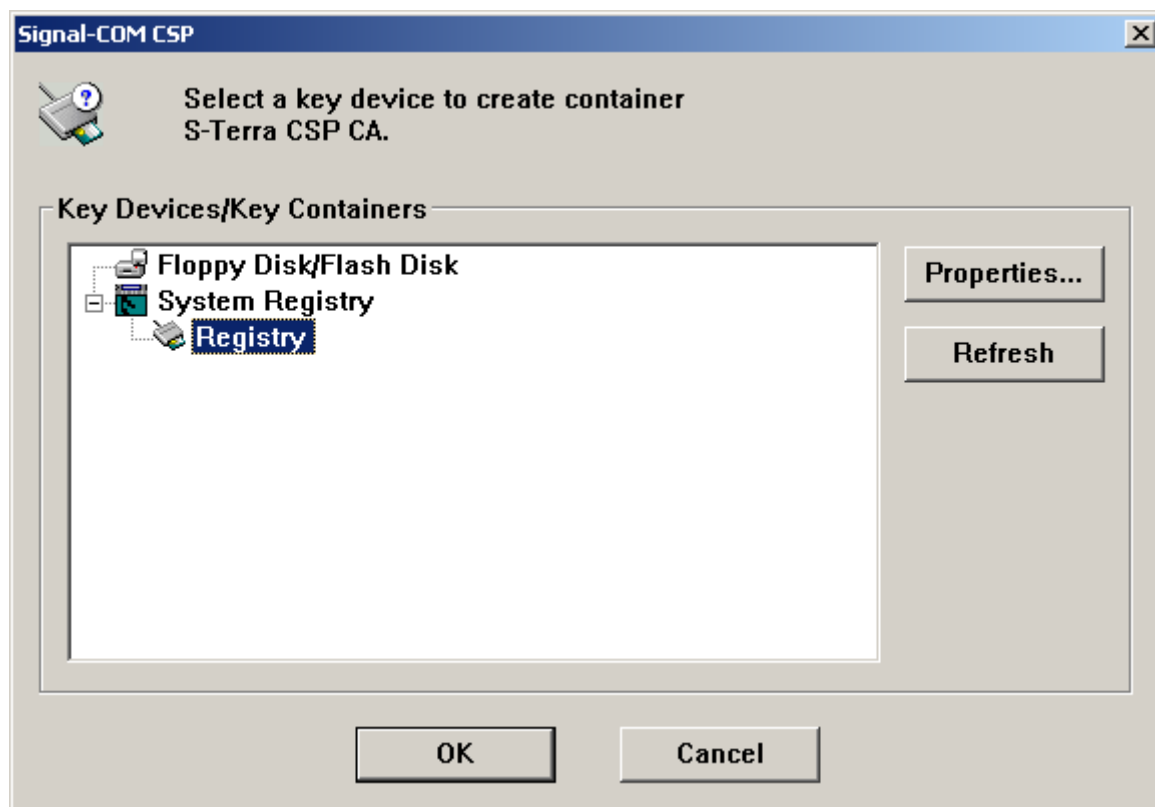 Signal-COM CSP
Select a key device to create container
S-Terra CSP CA.
Key Devices/Key Containers
Floppy Disk/Flash Disk
System Registry
Registry
Properties...
Refresh
OK
Cancel